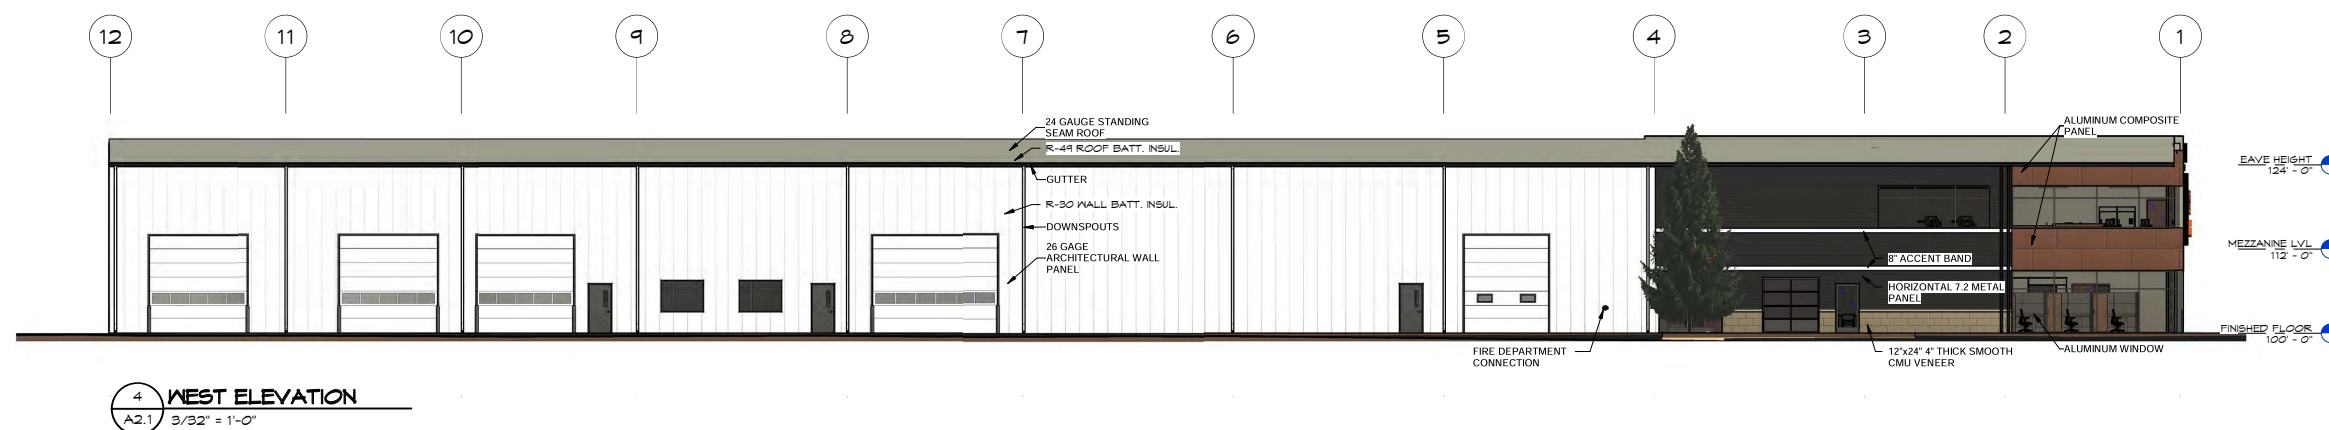 12 11 10 9 8 7 6 5 4 3 2 1
24 GAUGE STANDING
SEAM ROOF
R-49 ROOF BATT. INSUL.
GUTTER
R-30 WALL BATT. INSUL.
DOWNSPOUTS
26 GAGE
ARCHITECTURAL WALL
PANEL
ALUMINUM COMPOSITE
PANEL
EAVE HEIGHT
124' - 0"
MEZZANINE LVL
112' - 0"
8" ACCENT BAND
HORIZONTAL 7.2 METAL
PANEL
FINISHED FLOOR
100' - 0"
FIRE DEPARTMENT
CONNECTION
12"x24" 4" THICK SMOOTH
CMU VENEER
ALUMINUM WINDOW
4
A2.1
WEST ELEVATION
3/32" = 1'-0"